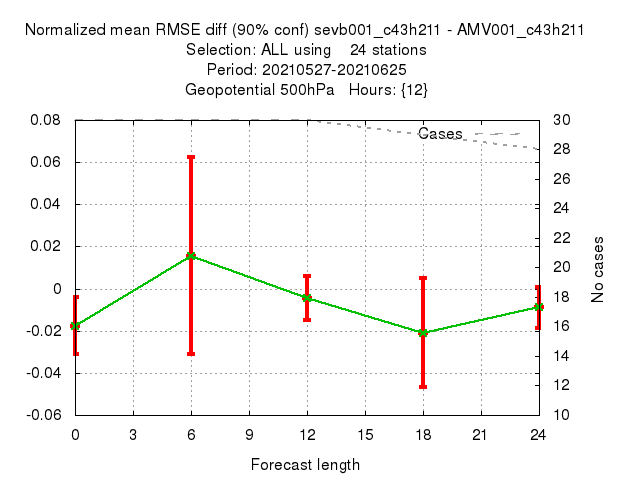 Normalized mean RMSE diff (90% conf) sevb001_c43h211 - AMV001_c43h211
Selection: ALL using 24 stations
Period: 20210527-20210625
Geopotential 500hPa Hours: {12}
Cases
0.08
0.06
0.04
0.02
0
-0.02
-0.04
-0.06
30
28
26
24
22
20
18
16
14
12
10
No cases
0 3 6 9 12 15 18 21 24
Forecast length